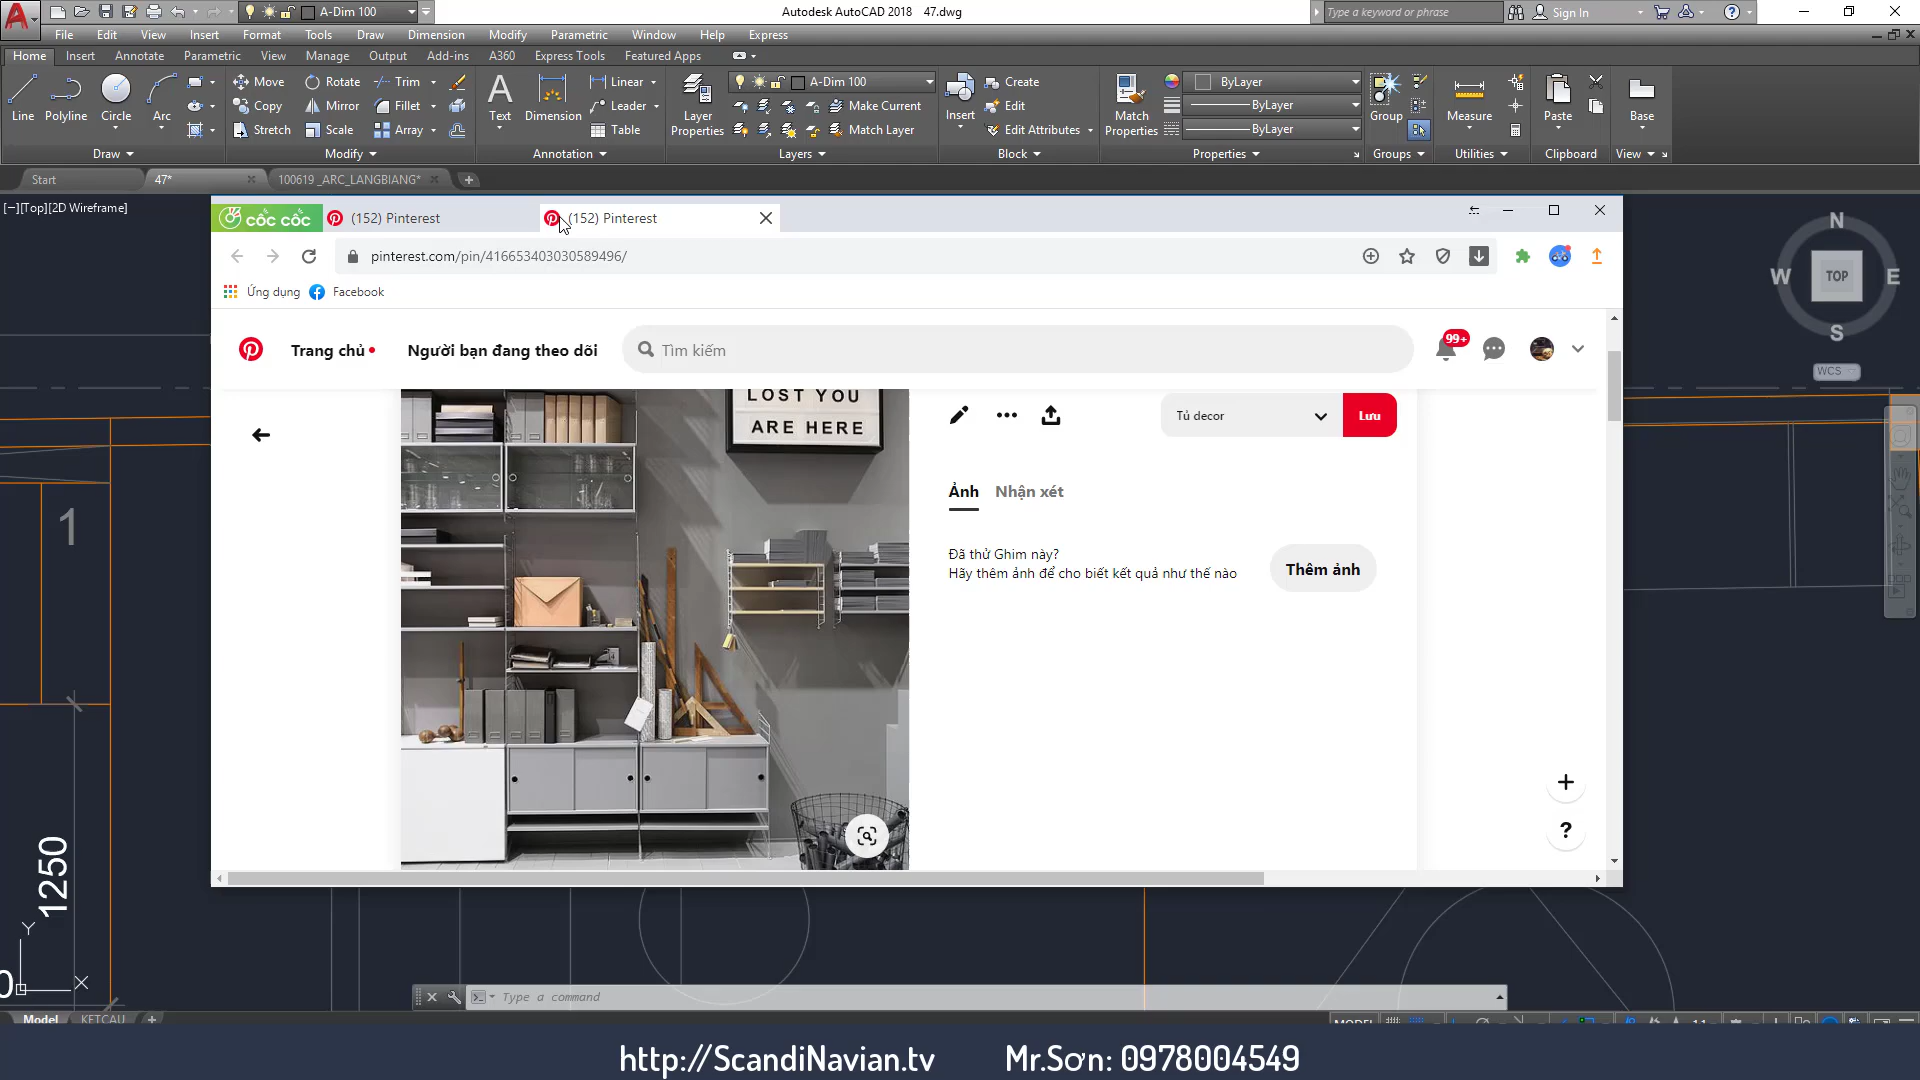 A-Dim 100
Autodesk AutoCAD 2018 47.dwg
Type a keyword or phrase
Sign In
File Edit View Insert Format Tools Draw Dimension Modify Parametric Window Help Express
Home Insert Annotate Parametric View Manage Output Add-ins A360 Express Tools Featured Apps
Line Polyline Circle Arc
Move Rotate Trim
Copy Mirror Fillet
Stretch Scale Array
Text Dimension
Linear
Leader
Table
Layer Properties
A-Dim 100
Make Current
Match Layer
Insert
Create
Edit
Edit Attributes
Match Properties
ByLayer
ByLayer
ByLayer
Group
Measure
Paste
Base
Draw Modify Annotation Layers Block Properties Groups Utilities Clipboard View
Start 47* 100619 _ARC_LANGBIANG*
[−][Top][2D Wireframe]
N
W TOP E
S
WCS
cốc cốc (152) Pinterest (152) Pinterest
pinterest.com/pin/416653403030589496/
Ứng dụng Facebook
Trang chủ Người bạn đang theo dõi Tìm kiếm 99+
LOST YOU
ARE HERE
Tủ decor Lưu
Ảnh Nhận xét
Đã thử Ghim này?
Hãy thêm ảnh để cho biết kết quả như thế nào
Thêm ảnh
?
1
1250
Y
X
0
Type a command
Model KETCAU
MODEL
http://ScandiNavian.tv Mr.Sơn: 0978004549